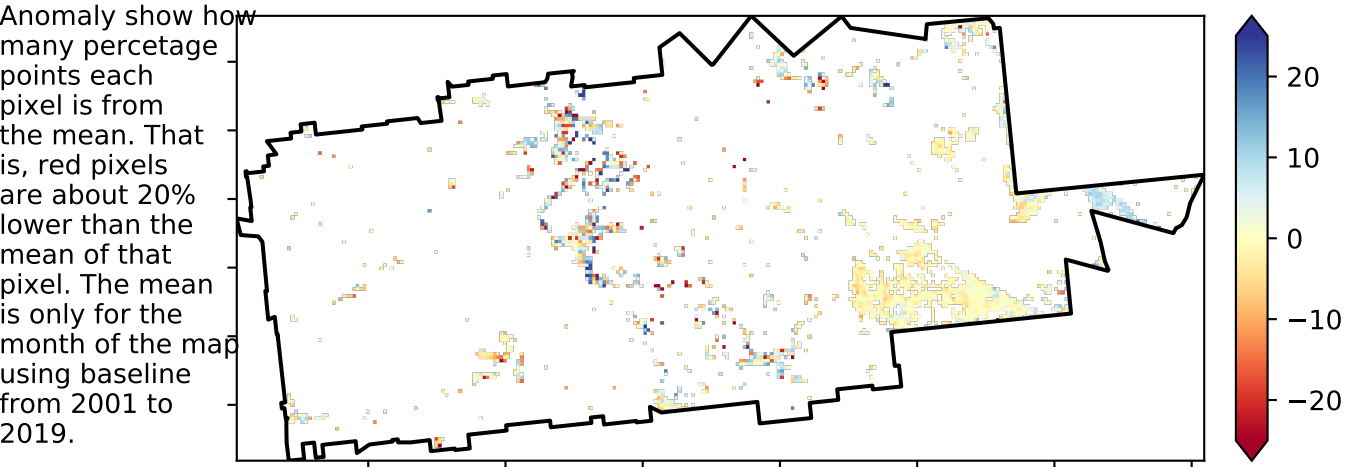 Anomaly show how
many percetage
points each
pixel is from
the mean. That
is, red pixels
are about 20%
lower than the
mean of that
pixel. The mean
is only for the
month of the map
using baseline
from 2001 to
2019.
20
10
0
−10
−20